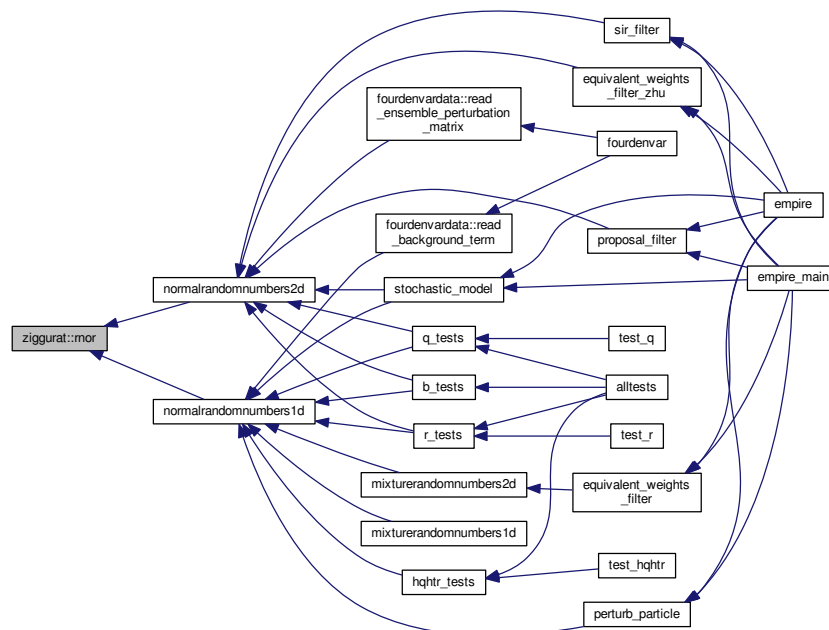 sir_filter
equivalent_weights
_filter_zhu
fourdenvardata::read
_ensemble_perturbation
_matrix
fourdenvar
empire
fourdenvardata::read
_background_term
proposal_filter
empire_main
normalrandomnumbers2d
stochastic_model
ziggurat::rnor
q_tests
test_q
b_tests
alltests
normalrandomnumbers1d
r_tests
test_r
mixturerandomnumbers2d
equivalent_weights
_filter
mixturerandomnumbers1d
test_hqhtr
hqhtr_tests
perturb_particle